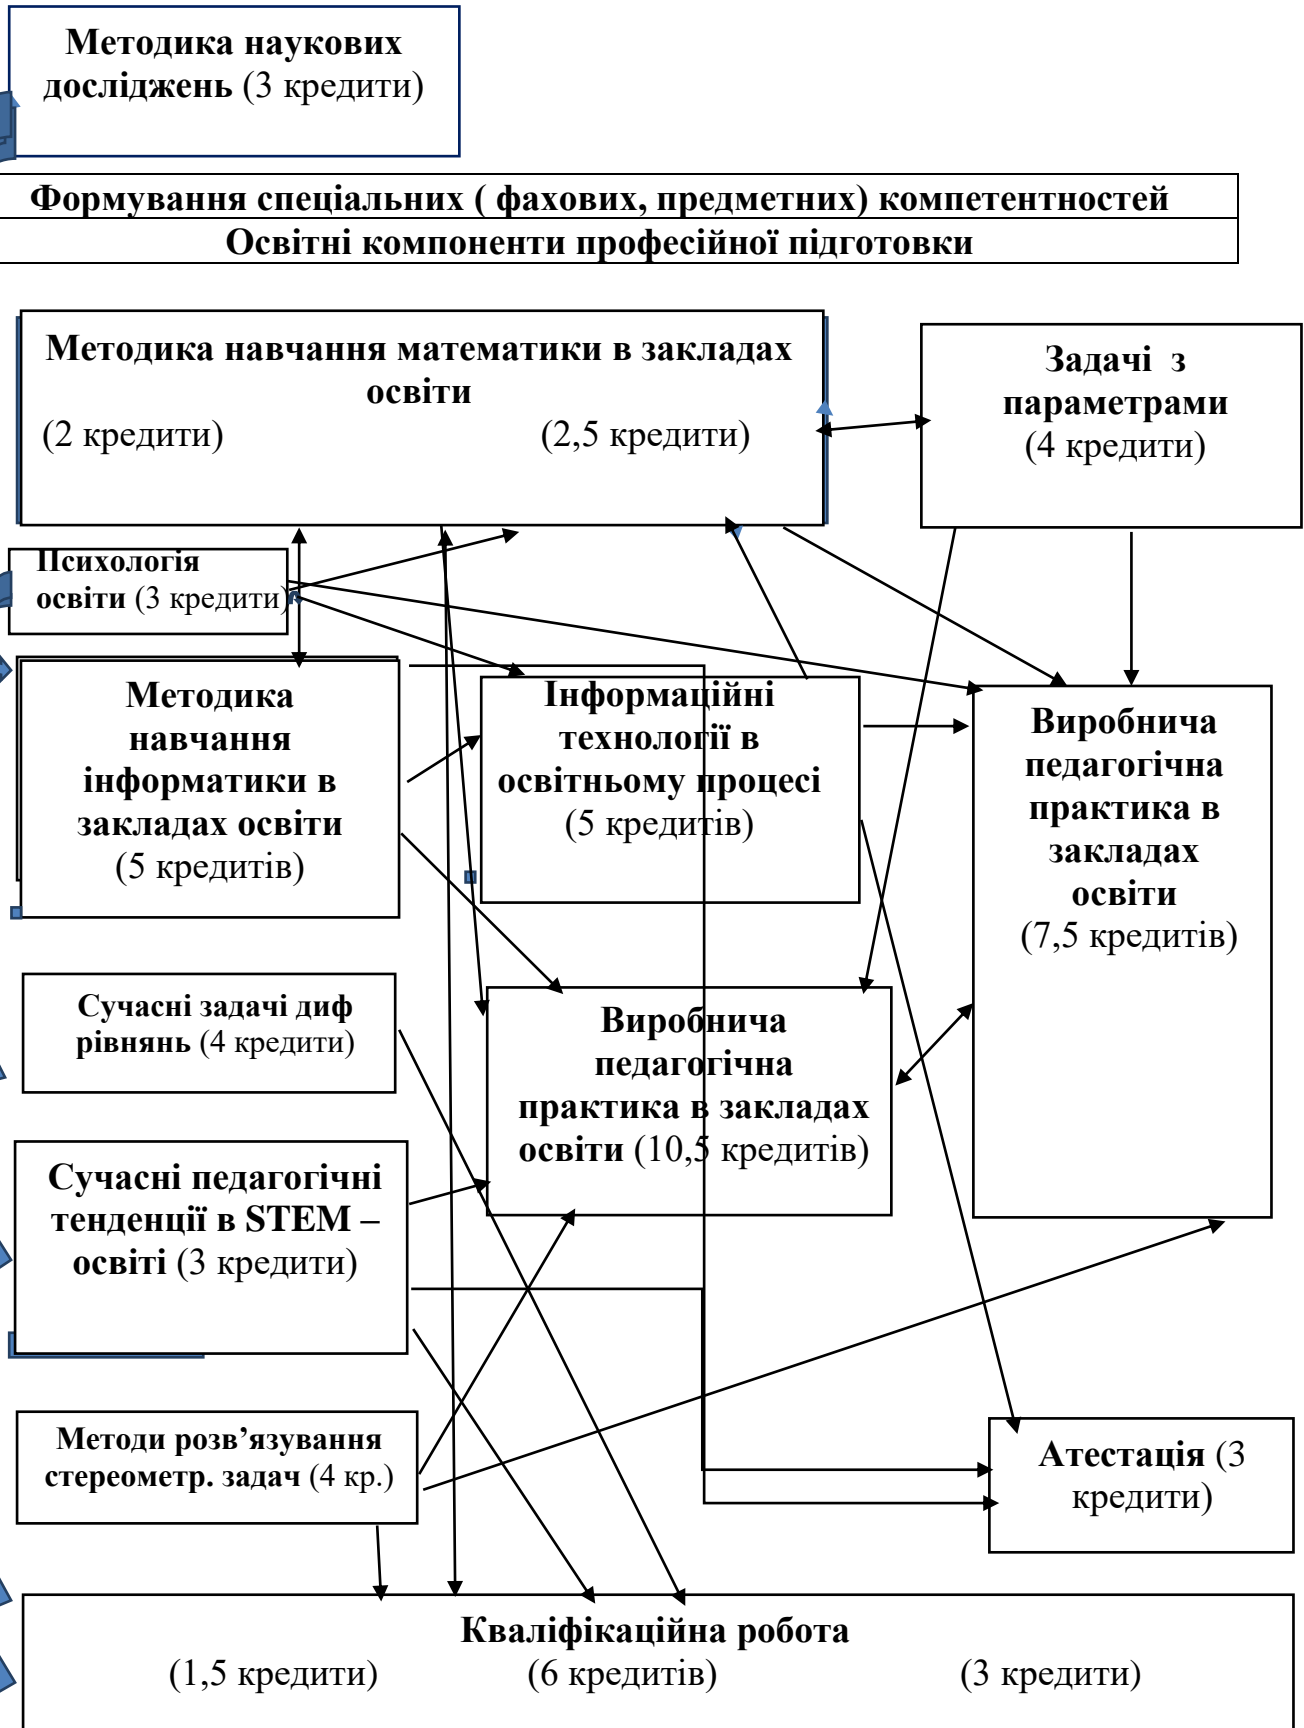 Методика наукових
досліджень (3 кредити)
Формування спеціальних ( фахових, предметних) компетентностей
Освітні компоненти професійної підготовки
Методика навчання математики в закладах
освіти
(2 кредити) (2,5 кредити)
Задачі з
параметрами
(4 кредити)
Психологія
освіти (3 кредити)
Методика
навчання
інформатики в
закладах освіти
(5 кредитів)
Інформаційні
технології в
освітньому процесі
(5 кредитів)
Виробнича
педагогічна
практика в
закладах
освіти
(7,5 кредитів)
Сучасні задачі диф
рівнянь (4 кредити)
Виробнича
педагогічна
практика в закладах
освіти (10,5 кредитів)
Сучасні педагогічні
тенденції в STEM –
освіті (3 кредити)
Методи розв’язування
стереометр. задач (4 кр.)
Атестація (3
кредити)
Кваліфікаційна робота
(1,5 кредити) (6 кредитів) (3 кредити)